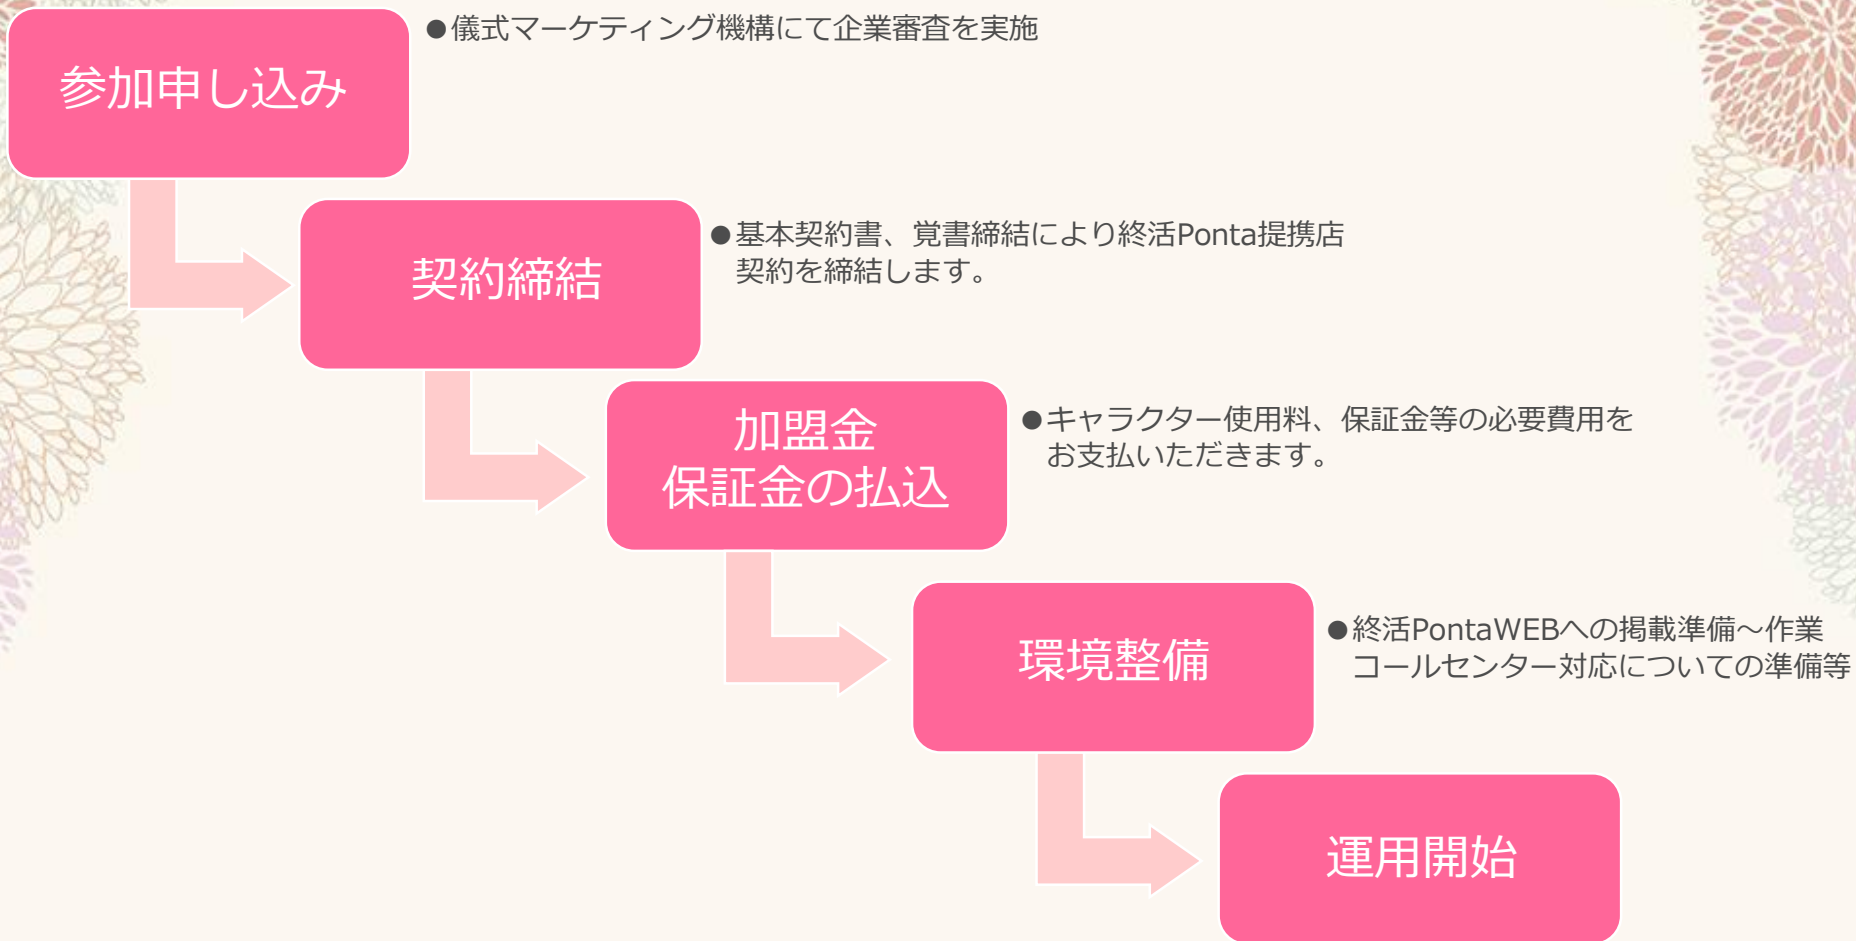 参加申し込み
●儀式マーケティング機構にて企業審査を実施
契約締結
●基本契約書、覚書締結により終活Ponta提携店
契約を締結します。
加盟金
保証金の払込
●キャラクター使用料、保証金等の必要費用を
お支払いただきます。
環境整備
●終活PontaWEBへの掲載準備～作業
コールセンター対応についての準備等
運用開始